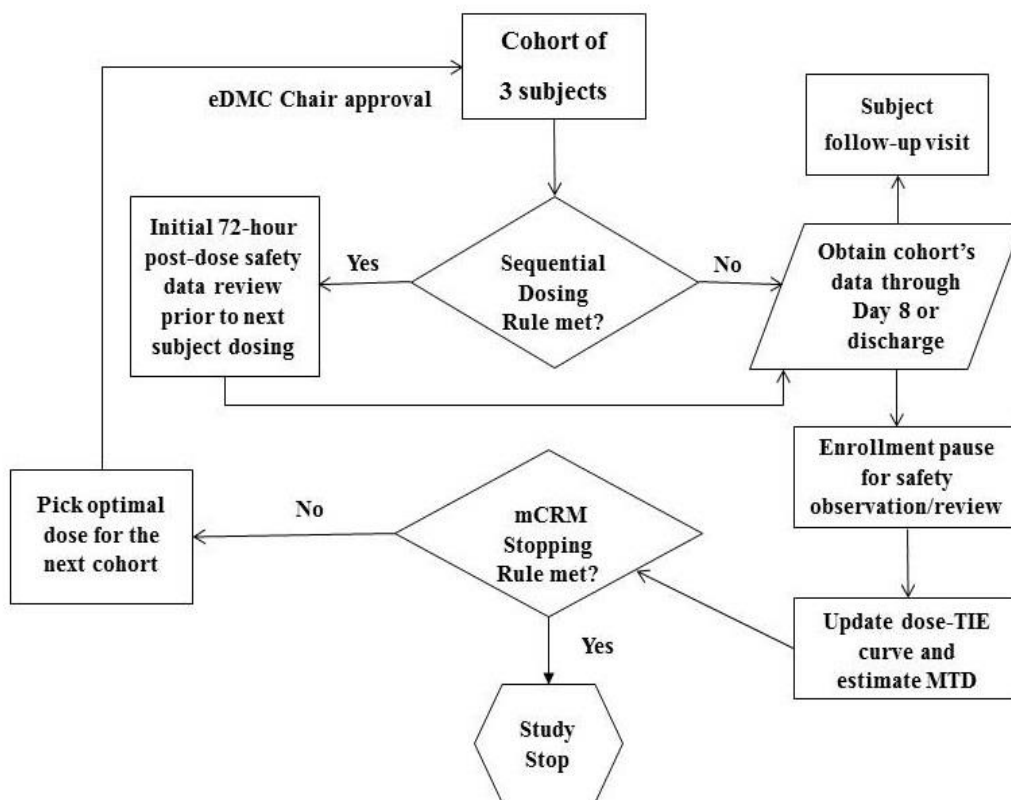 Cohort of
3 subjects
eDMC Chair approval
Subject
follow-up visit
Initial 72-hour
post-dose safety
data review
prior to next
subject dosing
Yes
Sequential
Dosing
Rule met?
No
Obtain cohort’s
data through
Day 8 or
discharge
Enrollment pause
for safety
observation/review
Pick optimal
dose for the
next cohort
No
mCRM
Stopping
Rule met?
Yes
Update dose-TIE
curve and
estimate MTD
Study
Stop